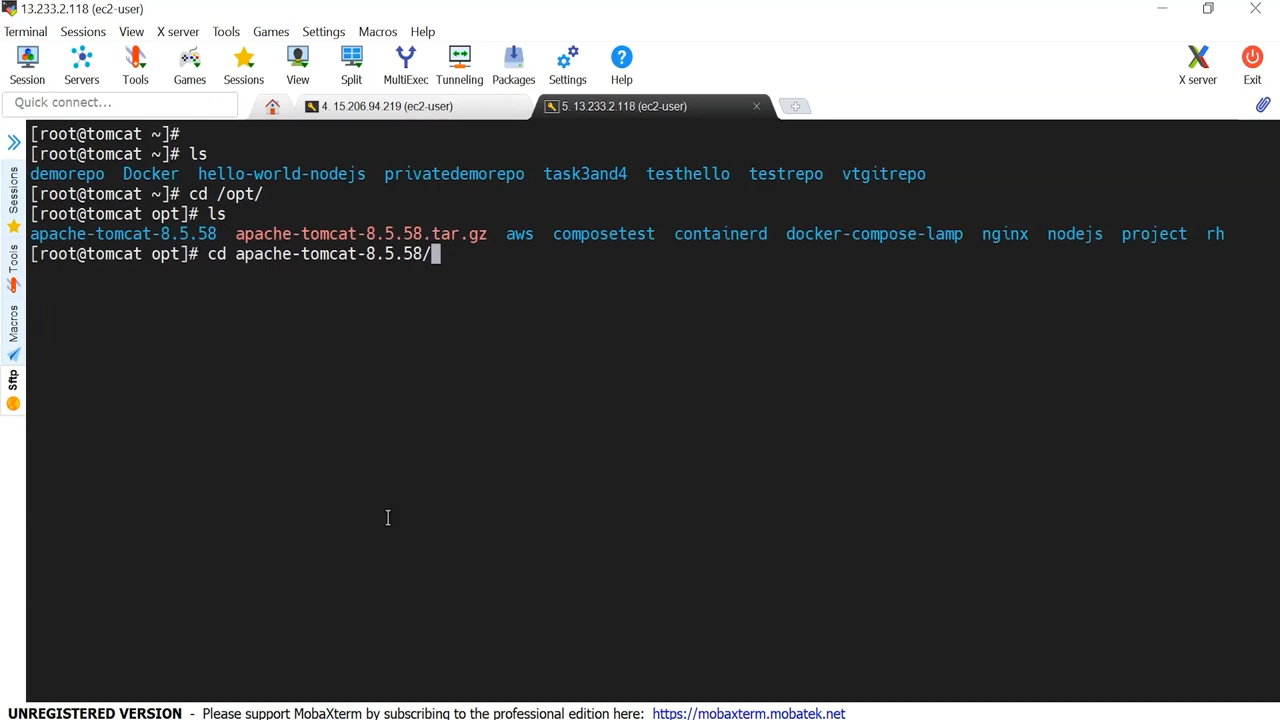 13.233.2.118 (ec2-user)
Terminal Sessions View X server Tools Games Settings Macros Help
Session Servers Tools Games Sessions View Split MultiExec Tunneling Packages Settings Help X server Exit
Quick connect...
4. 15.206.94.219 (ec2-user)
5. 13.233.2.118 (ec2-user)
Sessions
Tools
Macros
Sftp
[root@tomcat ~]#
[root@tomcat ~]# ls
demorepo Docker hello-world-nodejs privatedemorepo task3and4 testhello testrepo vtgitrepo
[root@tomcat ~]# cd /opt/
[root@tomcat opt]# ls
apache-tomcat-8.5.58 apache-tomcat-8.5.58.tar.gz aws composetest containerd docker-compose-lamp nginx nodejs project rh
[root@tomcat opt]# cd apache-tomcat-8.5.58/
UNREGISTERED VERSION - Please support MobaXterm by subscribing to the professional edition here: https://mobaxterm.mobatek.net